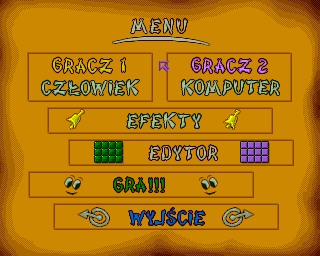 MENU
GRACZ 1 GRACZ 2
CZŁOWIEK KOMPUTER
EFEKTY
EDYTOR
GRA!!!
WYJŚCIE